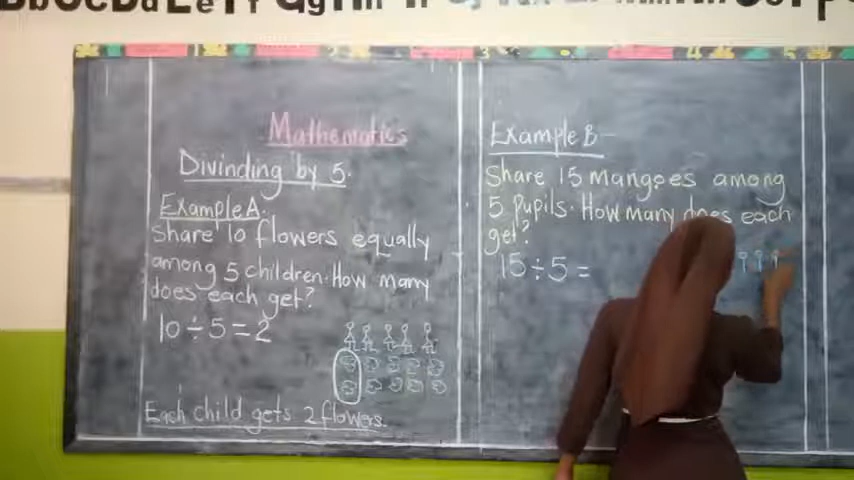 Mathematics
Divinding by 5.
Example A.
Share 10 flowers equally
among 5 children. How many
does each get?
10 ÷ 5 = 2
Each child gets 2 flowers.
Example B
Share 15 mangoes among
5 pupils. How many does each
get?
15 ÷ 5 =